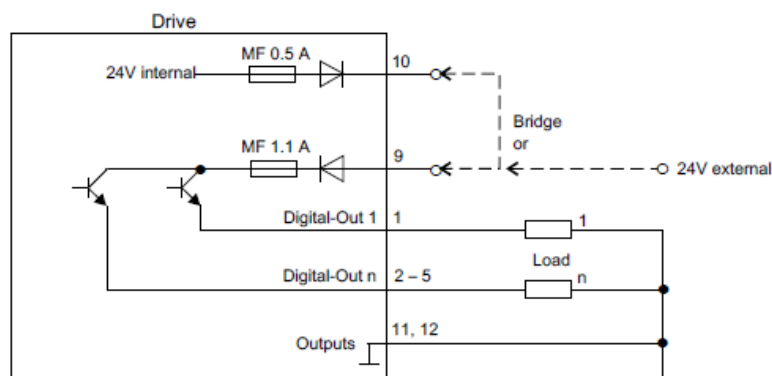 Drive
MF 0.5 A
10
24V internal
Bridge
or
MF 1.1 A
9
24V external
Digital-Out 1
1
1
Load
Digital-Out n
2 – 5
n
11, 12
Outputs